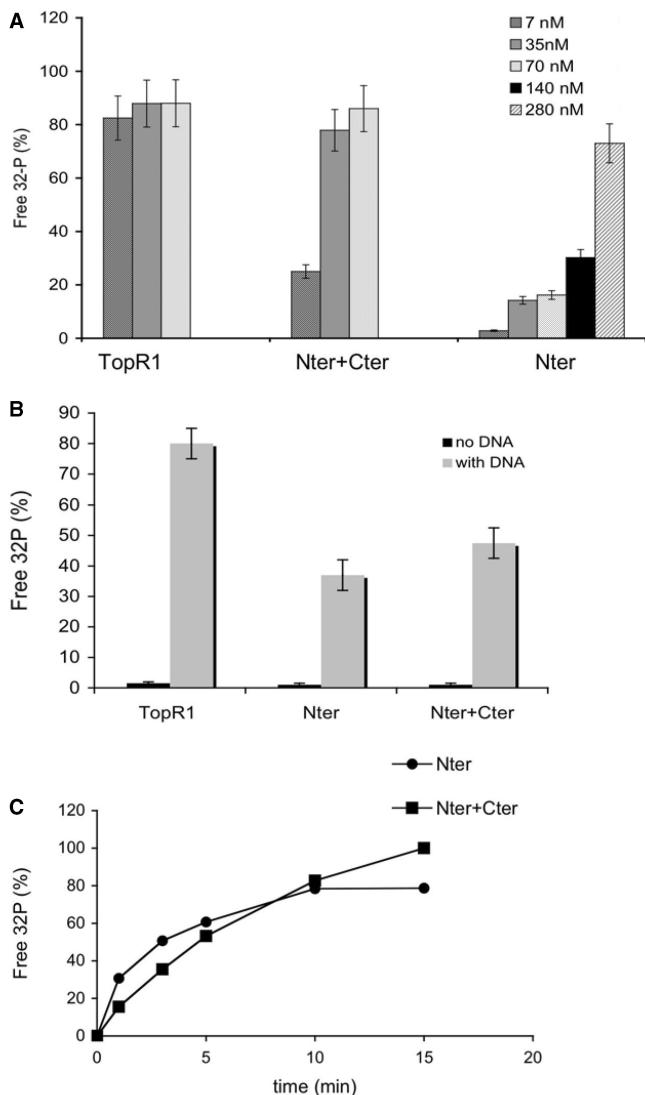 A
120
100
80
60
40
20
0
Free 32-P (%)
7 nM
35nM
70 nM
140 nM
280 nM
TopR1 Nter+Cter Nter
B
90
80
70
60
50
40
30
20
10
0
Free 32P (%)
no DNA
with DNA
TopR1 Nter Nter+Cter
C
Nter
Nter+Cter
120
100
80
60
40
20
0
Free 32P (%)
0 5 10 15 20
time (min)